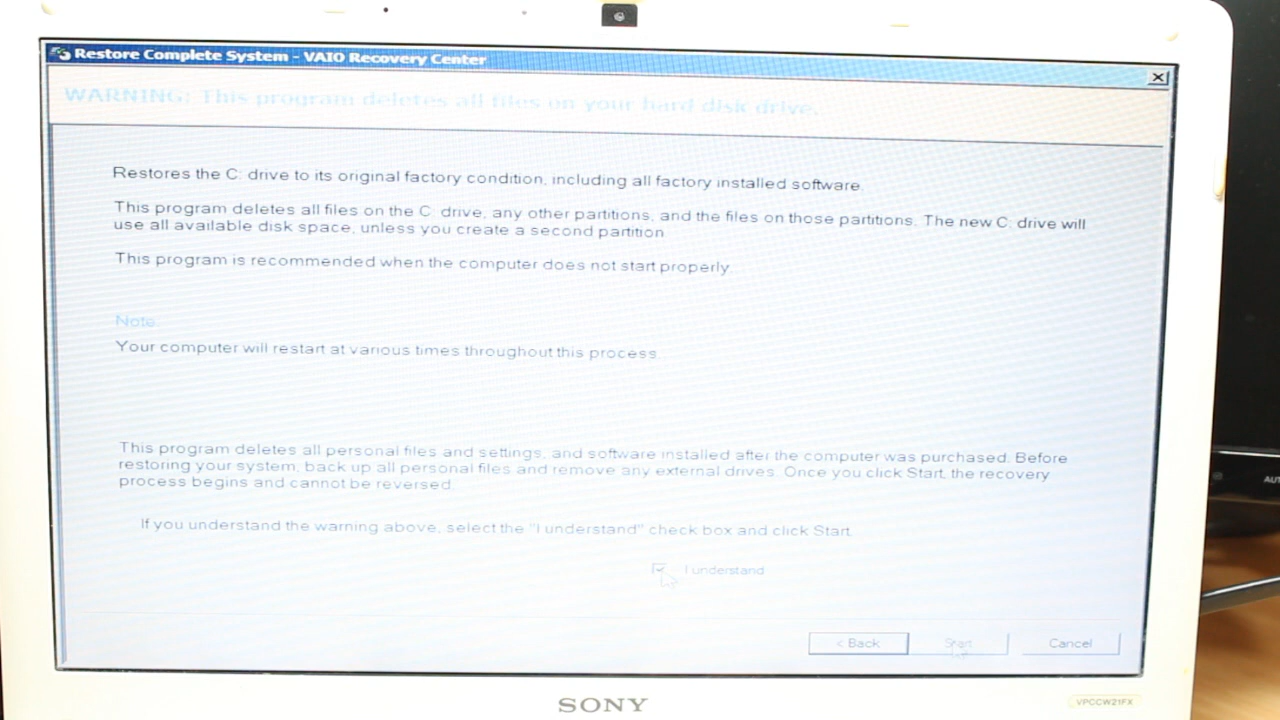 Restore Complete System - VAIO Recovery Center
WARNING: This program deletes all files on your hard disk drive.
Restores the C: drive to its original factory condition, including all factory installed software.
This program deletes all files on the C: drive, any other partitions, and the files on those partitions. The new C: drive will
use all available disk space, unless you create a second partition.
This program is recommended when the computer does not start properly.
Note:
Your computer will restart at various times throughout this process.
This program deletes all personal files and settings, and software installed after the computer was purchased. Before
restoring your system, back up all personal files and remove any external drives. Once you click Start, the recovery
process begins and cannot be reversed.
If you understand the warning above, select the "I understand" check box and click Start.
I understand
< Back
Start
Cancel
SONY
VPCCW21FX